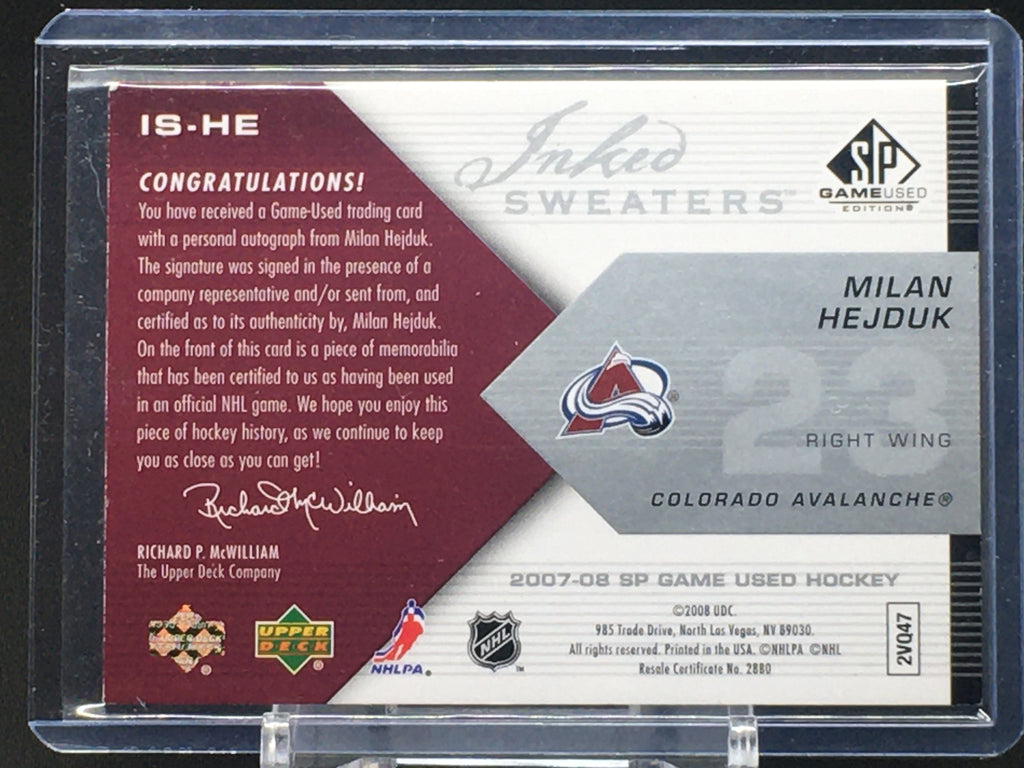 IS-HE
CONGRATULATIONS!
You have received a Game-Used trading card
with a personal autograph from Milan Hejduk.
The signature was signed in the presence of a
company representative and/or sent from, and
certified as to its authenticity by, Milan Hejduk.
On the front of this card is a piece of memorabilia
that has been certified to us as having been used
in an official NHL game. We hope you enjoy this
piece of hockey history, as we continue to keep
you as close as you can get!
Richard McWilliam
RICHARD P. McWILLIAM
The Upper Deck Company
UPPER
DECK
®
NHLPA®
NHL
™
Inked
SWEATERS™
SP
GAMEUSED
EDITION®
MILAN
HEJDUK
23
RIGHT WING
COLORADO AVALANCHE®
2007-08 SP GAME USED HOCKEY
©2008 UDC.
985 Trade Drive, North Las Vegas, NV 89030.
All rights reserved. Printed in the USA. ©NHLPA ©NHL
Resale Certificate No. 2880
2VQ47